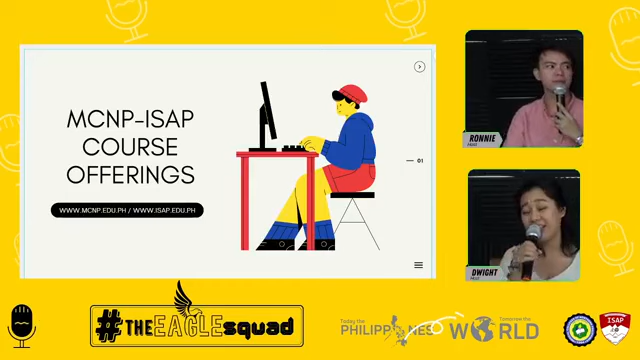 MCNP-ISAP
COURSE
OFFERINGS
WWW.MCNP.EDU.PH / WWW.ISAP.EDU.PH
01
RONNIE
DWIGHT
#THEEAGLEsquad
Today the
PHILIPPINES
Tomorrow the
WORLD
ISAP